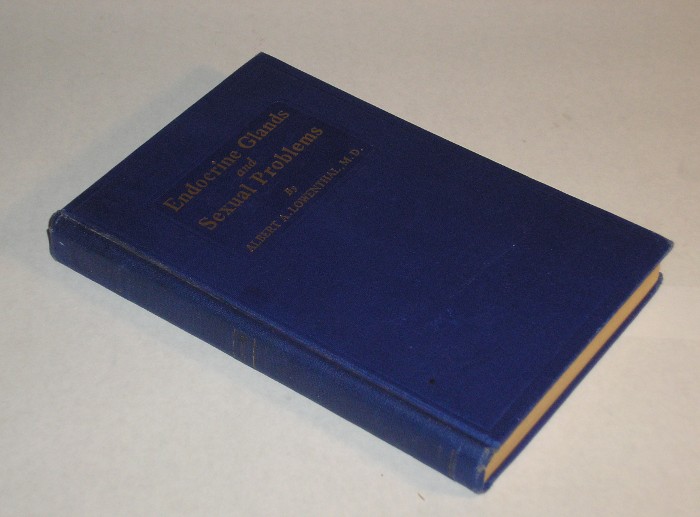 Endocrine Glands
and
Sexual Problems
By
ALBERT A. LOWENTHAL, M.D.